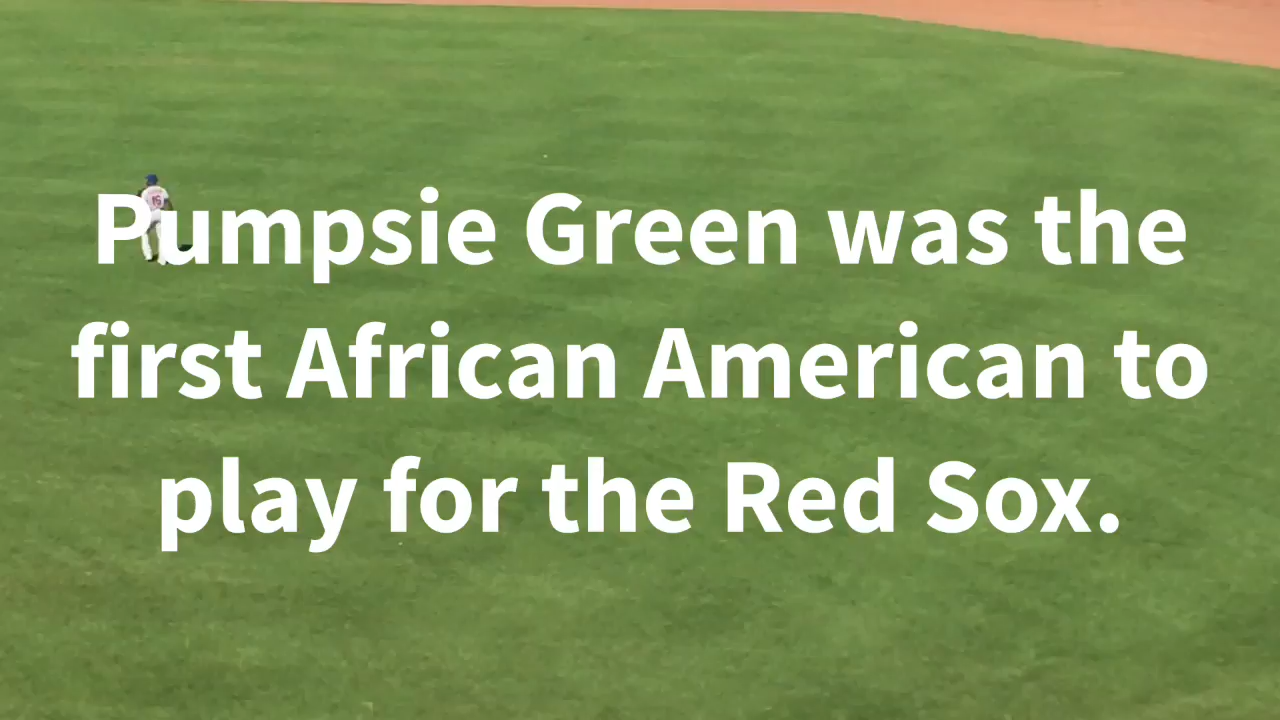 Pumpsie Green was the
first African American to
play for the Red Sox.